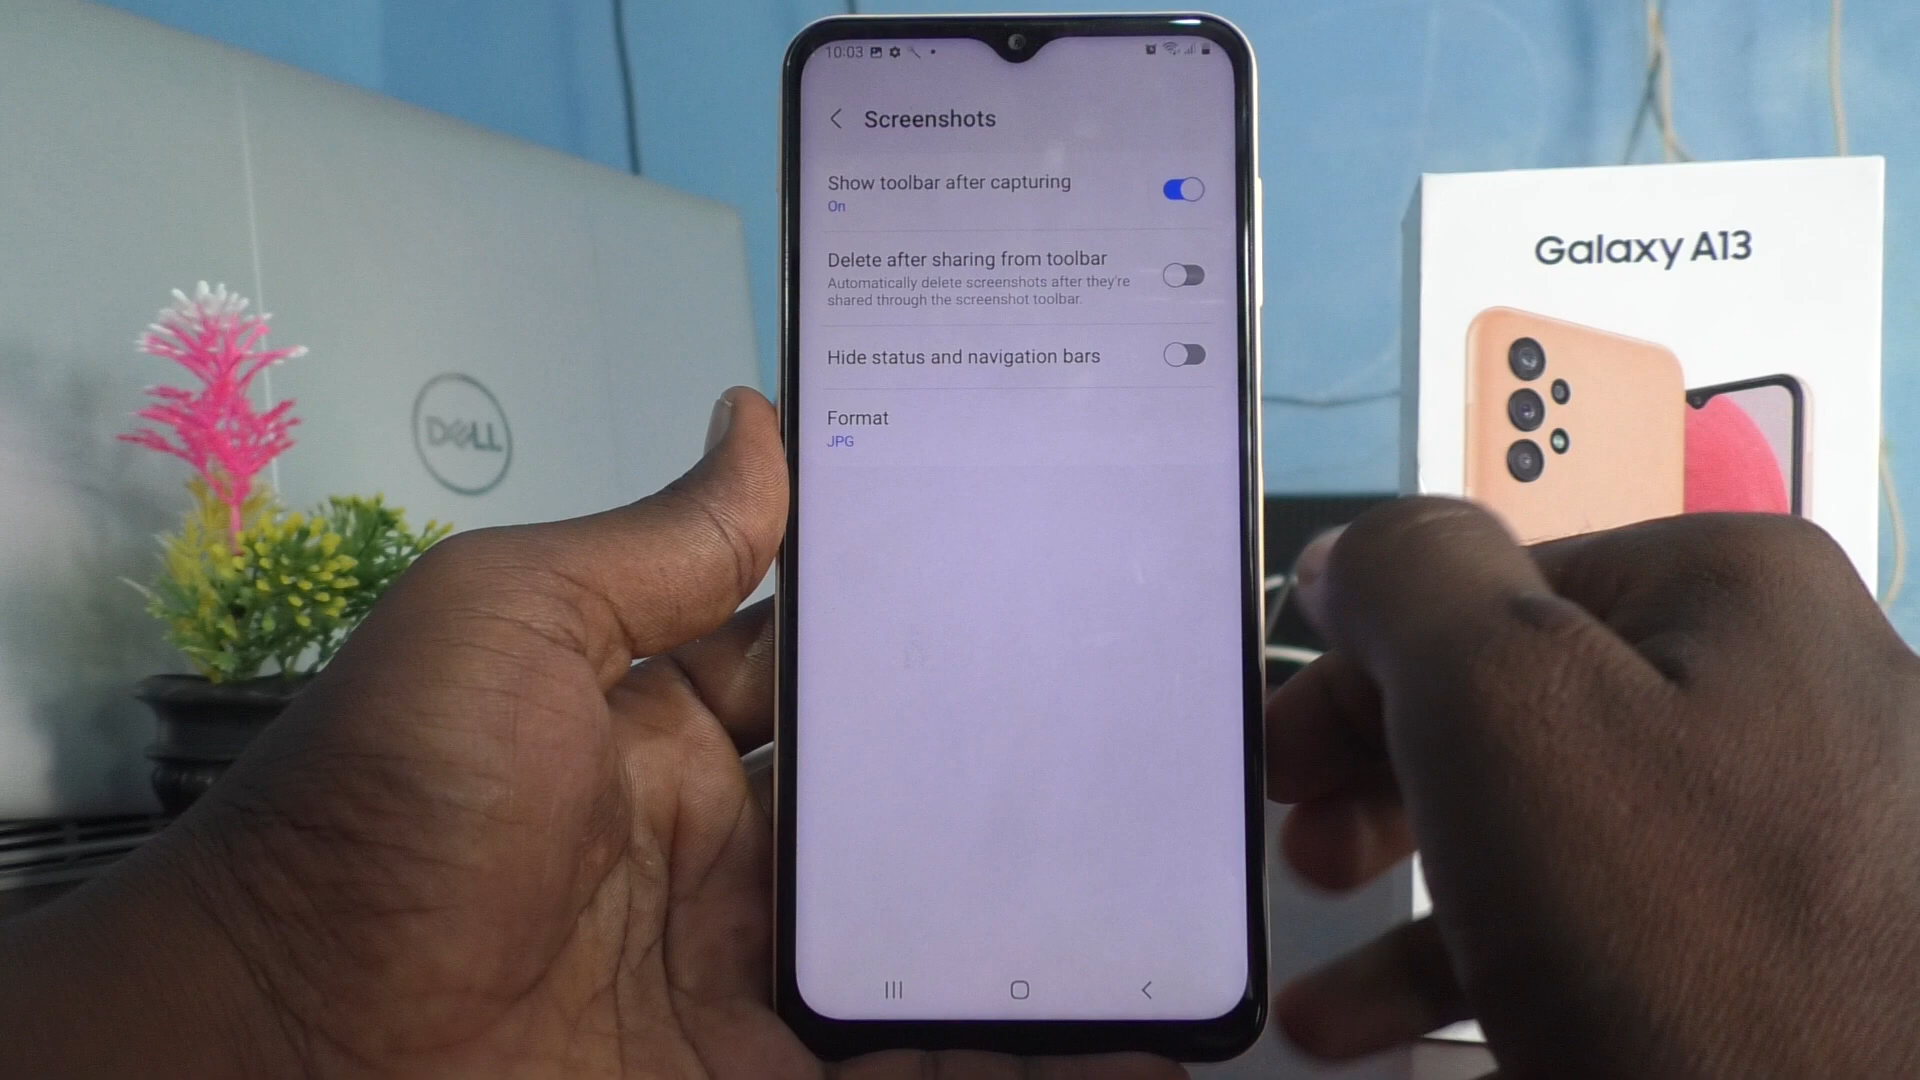 10:03
Screenshots
Show toolbar after capturing
On
Delete after sharing from toolbar
Automatically delete screenshots after they're
shared through the screenshot toolbar.
Hide status and navigation bars
Format
JPG
Galaxy A13
DELL